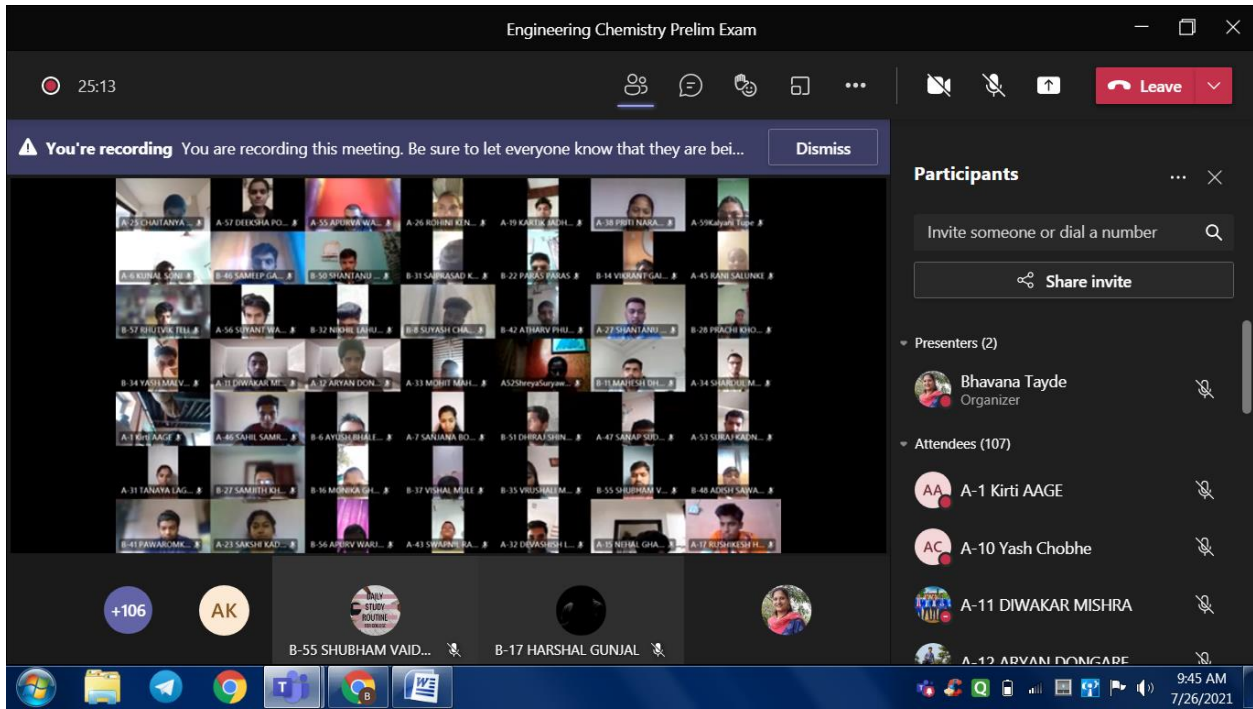 Engineering Chemistry Prelim Exam
25:13
Leave
You're recording You are recording this meeting. Be sure to let everyone know that they are bei...
Dismiss
Participants
Invite someone or dial a number
Share invite
Presenters (2)
Bhavana Tayde
Organizer
Attendees (107)
AA A-1 Kirti AAGE
AC A-10 Yash Chobhe
A-11 DIWAKAR MISHRA
A-12 ARYAN DONGARE
A-25 CHAITANYA ... A-57 DEEKSHA PO... A-55 APURVA WA... A-26 ROHINI KEN... A-19 KARTIK JADH... A-38 PRITI NARA... A-59Kalyani Tupe
A-6 KUNAL SONI B-46 SAMEEP GA... B-50 SHANTANU ... B-31 SAIPRASAD K... B-22 PARAS PARAS B-14 VIKRANT GAI... A-45 RANI SALUNKE
B-57 RHUTVIK TELI A-56 SUYANT WA... B-32 NIKHIL LAHU... B-8 SUYASH CHA... B-42 ATHARV PHU... A-27 SHANTANU ... B-28 PRACHI KHO...
B-34 YASH MALV... A-11 DIWAKAR MI... A-12 ARYAN DON... A-33 MOHIT MAH... A52ShreyaSuryaw... B-11 MAHESH DH... A-34 SHARDUL M...
A-1 Kirti AAGE A-46 SAHIL SAMR... B-6 AYUSH BHALE... A-7 SANJANA BO... B-51 DHIRAJ SHIN... A-47 SANAP SUD... A-53 SURAJ KADN...
A-31 TANAYA LAG... B-27 SAMJITH KH... B-16 MONIKA GH... B-37 VISHAL MULE B-35 VRUSHALI M... B-55 SHUBHAM V... B-48 ADISH SAWA...
B-41 PAWAROMK... A-23 SAKSHI KAD... B-56 APURV WARJ... A-43 SWAPNIL RA... A-32 DEVASHISH L... A-15 NEHAL GHA... A-17 RUSHIKESH H...
+106
AK
DAILY
STUDY
ROUTINE
B-55 SHUBHAM VAID...
B-17 HARSHAL GUNJAL
9:45 AM
7/26/2021